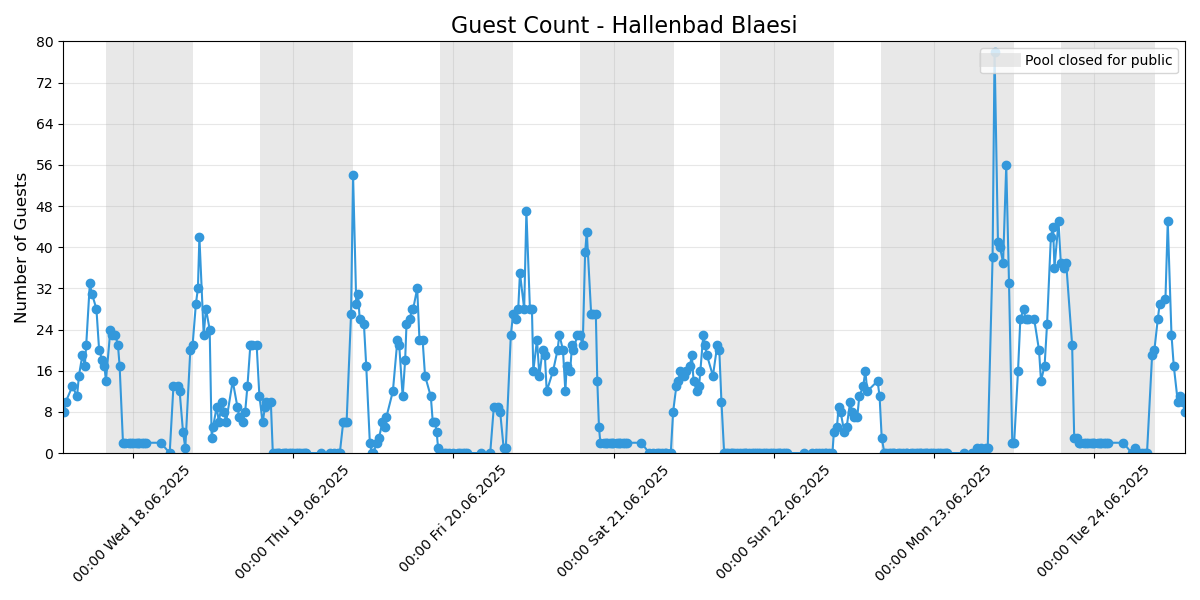 Guest Count - Hallenbad Blaesi
Pool closed for public
Number of Guests
80
72
64
56
48
40
32
24
16
8
0
00:00 Wed 18.06.2025
00:00 Thu 19.06.2025
00:00 Fri 20.06.2025
00:00 Sat 21.06.2025
00:00 Sun 22.06.2025
00:00 Mon 23.06.2025
00:00 Tue 24.06.2025